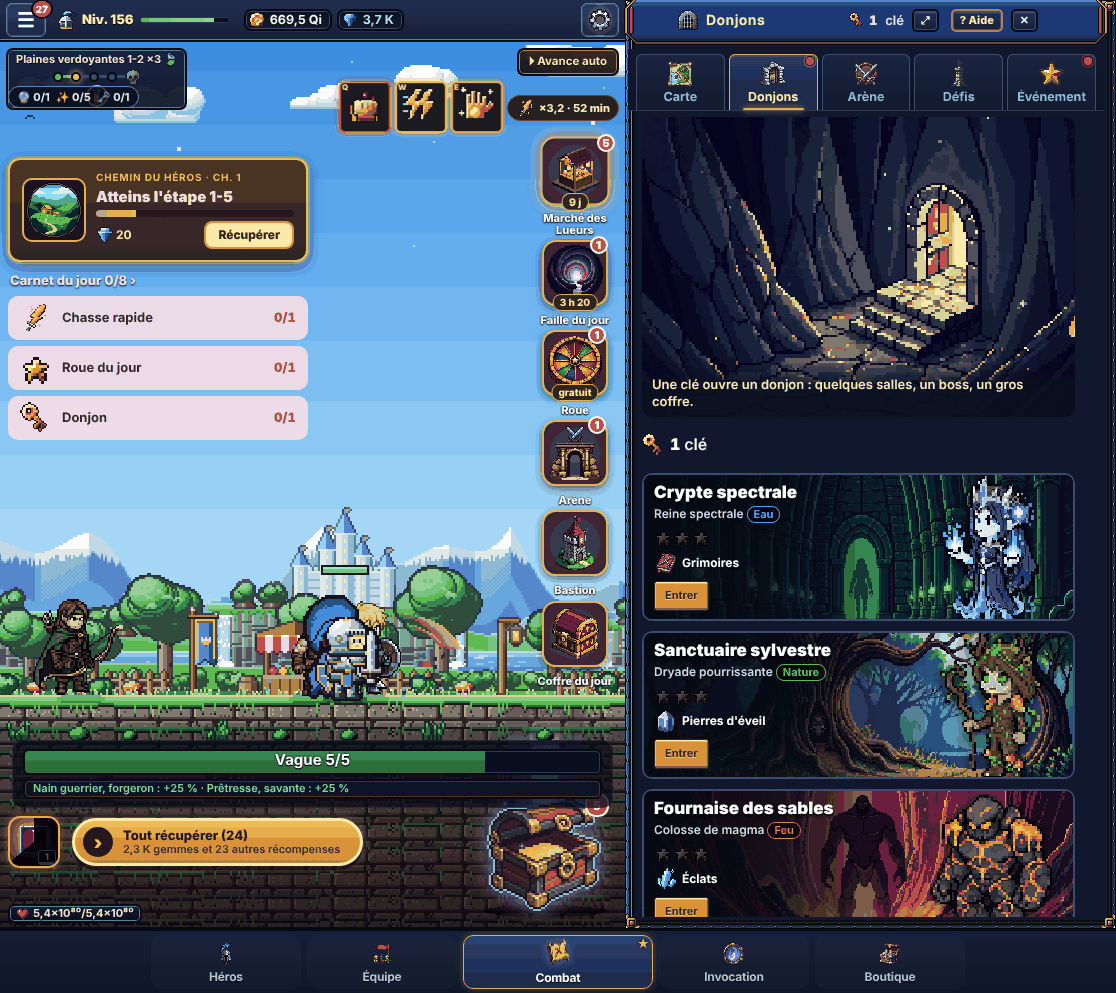 27
Niv. 156
669,5 Qi
3,7 K
Plaines verdoyantes 1-2 ×3
0/1
0/5
0/1
Avance auto
Q
W
E
×3,2 · 52 min
CHEMIN DU HÉROS · CH. 1
Atteins l'étape 1-5
20
Récupérer
Carnet du jour 0/8 ›
Chasse rapide
0/1
Roue du jour
0/1
Donjon
0/1
5
9 j
Marché des
Lueurs
1
3 h 20
Faille du jour
1
gratuit
Roue
1
Arène
Bastion
Coffre du jour
Vague 5/5
Nain guerrier, forgeron : +25 % · Prêtresse, savante : +25 %
1
Tout récupérer (24)
2,3 K gemmes et 23 autres récompenses
5,4×10⁸⁰/5,4×10⁸⁰
Donjons
1 clé
? Aide
×
Carte
Donjons
Arène
Défis
Événement
Une clé ouvre un donjon : quelques salles, un boss, un gros
coffre.
1 clé
Crypte spectrale
Reine spectrale Eau
Grimoires
Entrer
Sanctuaire sylvestre
Dryade pourrissante Nature
Pierres d'éveil
Entrer
Fournaise des sables
Colosse de magma Feu
Éclats
Entrer
Héros
Équipe
Combat
Invocation
Boutique